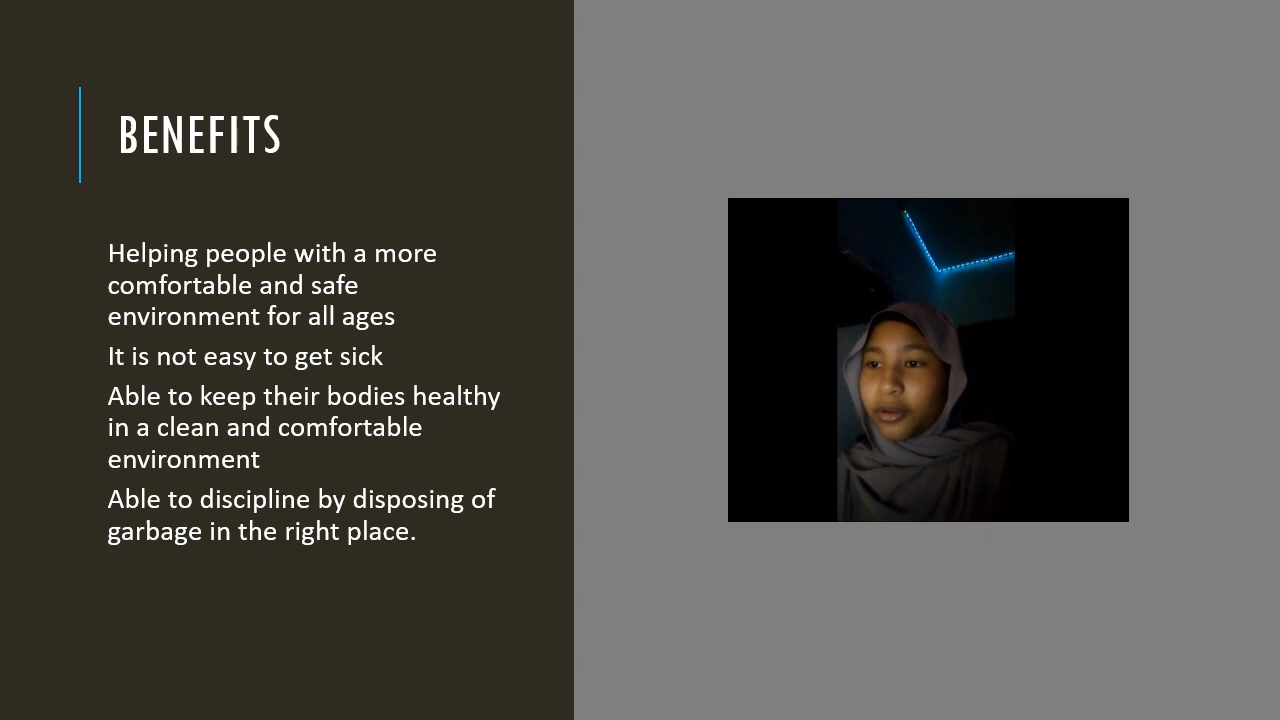 BENEFITS
Helping people with a more
comfortable and safe
environment for all ages
It is not easy to get sick
Able to keep their bodies healthy
in a clean and comfortable
environment
Able to discipline by disposing of
garbage in the right place.